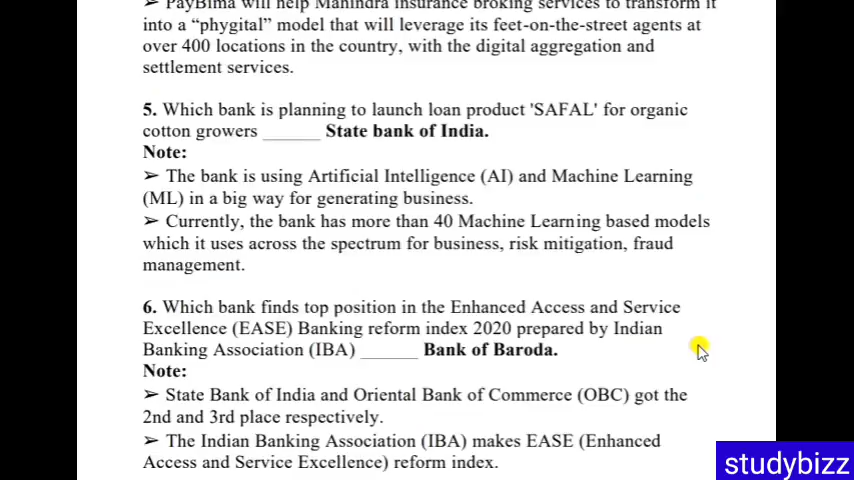 ➢ PayBima will help Mahindra insurance broking services to transform it
into a “phygital” model that will leverage its feet-on-the-street agents at
over 400 locations in the country, with the digital aggregation and
settlement services.
5. Which bank is planning to launch loan product 'SAFAL' for organic
cotton growers ______ State bank of India.
Note:
➢ The bank is using Artificial Intelligence (AI) and Machine Learning
(ML) in a big way for generating business.
➢ Currently, the bank has more than 40 Machine Learning based models
which it uses across the spectrum for business, risk mitigation, fraud
management.
6. Which bank finds top position in the Enhanced Access and Service
Excellence (EASE) Banking reform index 2020 prepared by Indian
Banking Association (IBA) ______ Bank of Baroda.
Note:
➢ State Bank of India and Oriental Bank of Commerce (OBC) got the
2nd and 3rd place respectively.
➢ The Indian Banking Association (IBA) makes EASE (Enhanced
Access and Service Excellence) reform index.
studybizz